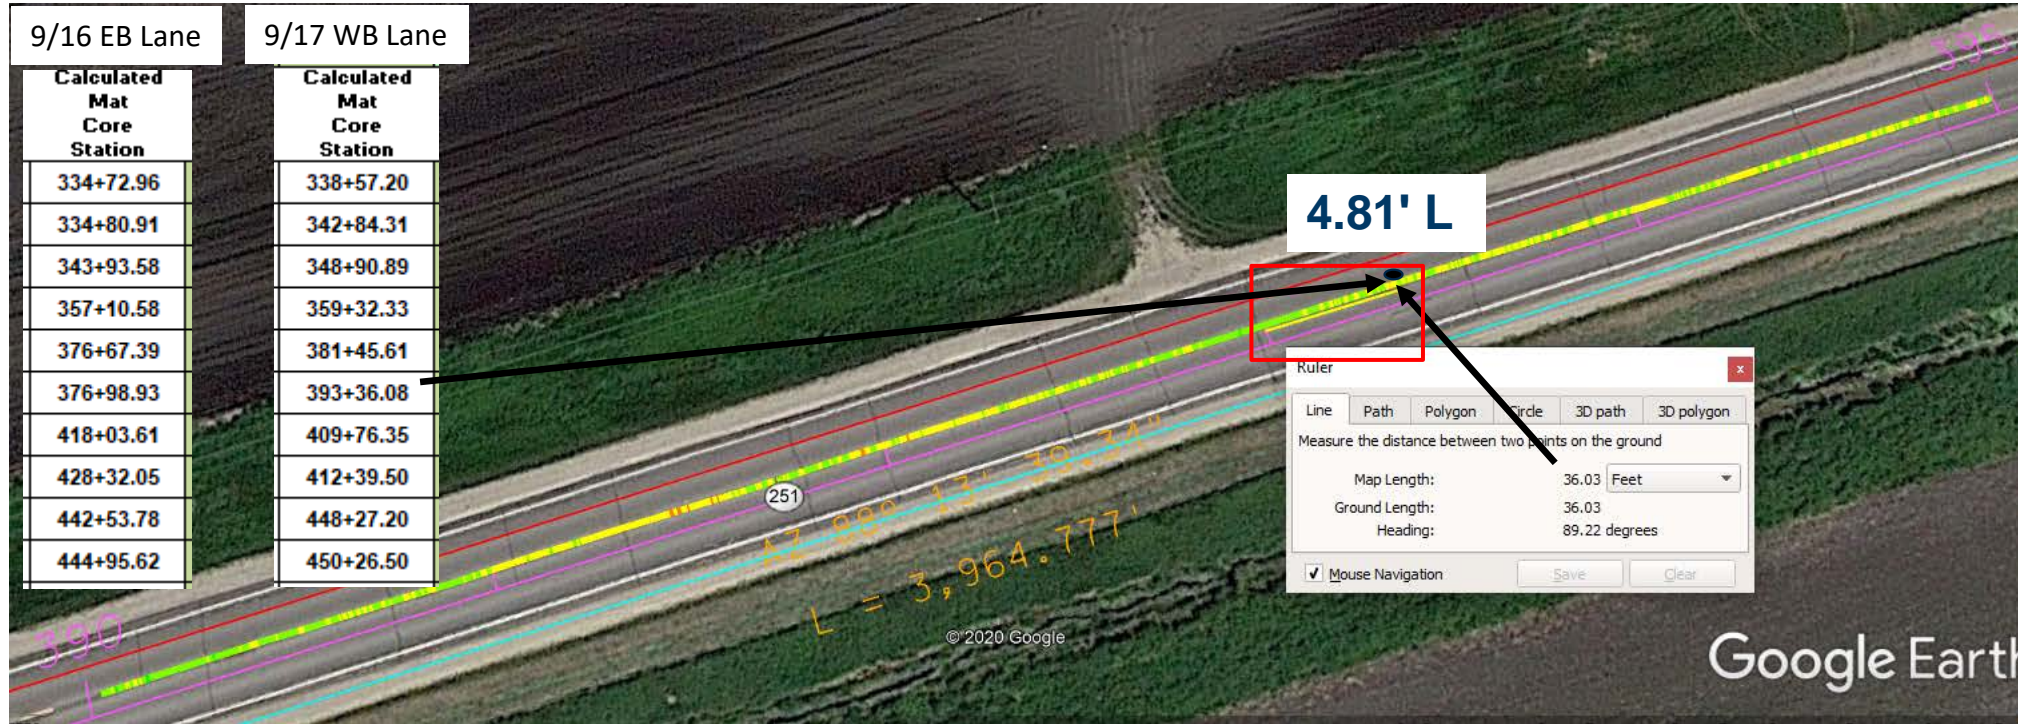 9/16 EB Lane
Calculated
Mat
Core
Station
334+72.96
334+80.91
343+93.58
357+10.58
376+67.39
376+98.93
418+03.61
428+32.05
442+53.78
444+95.62
9/17 WB Lane
Calculated
Mat
Core
Station
338+57.20
342+84.31
348+90.89
359+32.33
381+45.61
393+36.08
409+76.35
412+39.50
448+27.20
450+26.50
395
4.81' L
390
251
L = 3,964.777'
© 2020 Google
Ruler
x
Line Path Polygon Circle 3D path 3D polygon
Measure the distance between two points on the ground
Map Length: 36.03 Feet
Ground Length: 36.03
Heading: 89.22 degrees
Mouse Navigation Save Clear
Google Earth